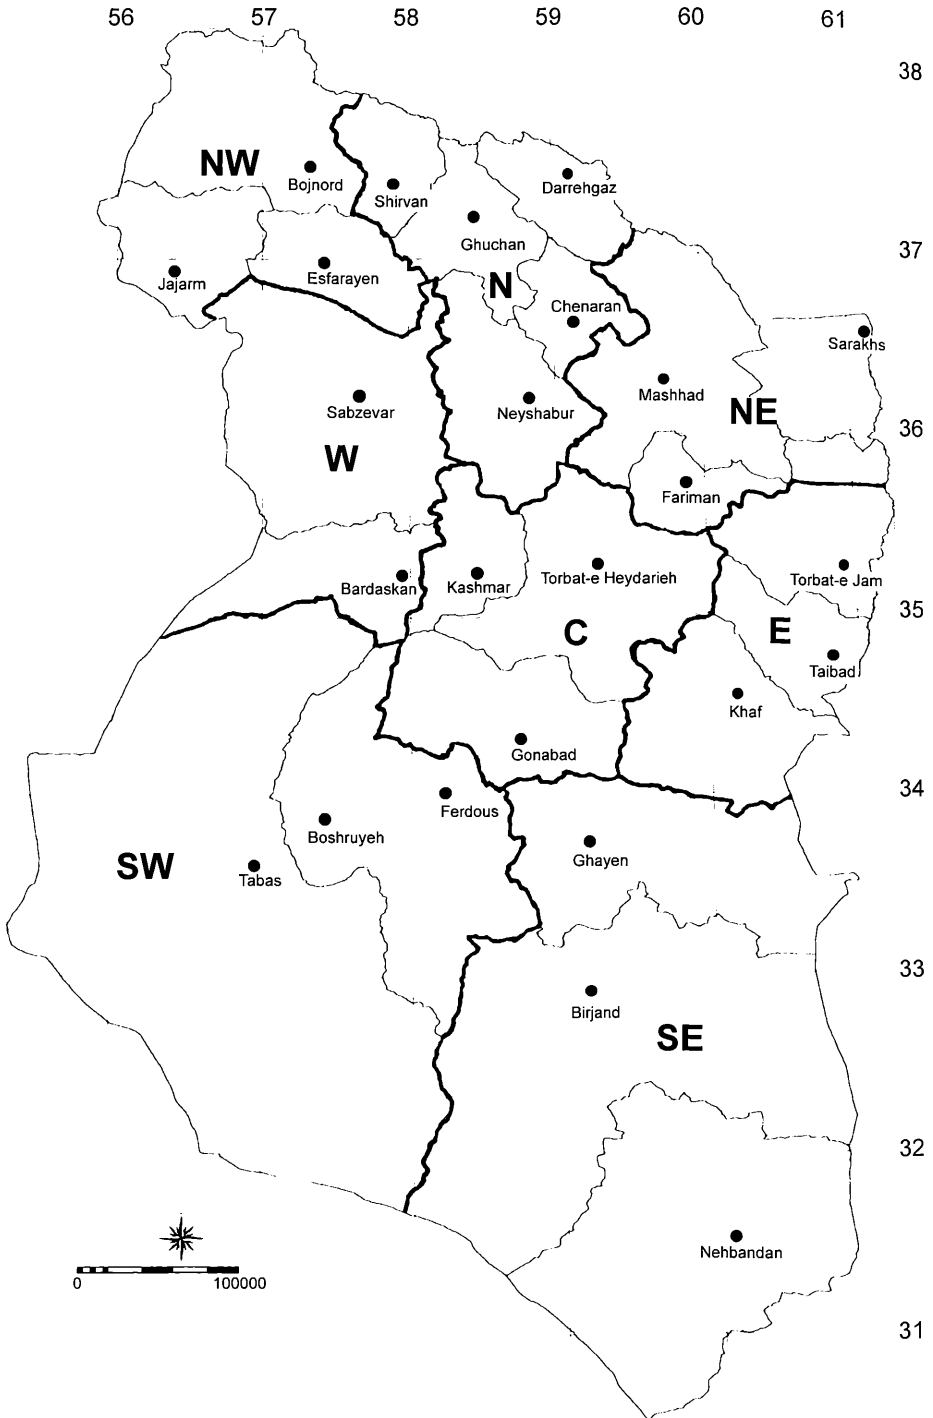 56 57 58 59 60 61
38
NW
Bojnord
Shirvan
Darrehgaz
Ghuchan
37
Jajarm
Esfarayen
N
Chenaran
Sarakhs
Mashhad
Sabzevar
Neyshabur
NE
36
W
Fariman
Bardaskan
Kashmar
Torbat-e Heydarieh
Torbat-e Jam
35
C
E
Taibad
Khaf
Gonabad
34
Ferdous
Boshruyeh
Ghayen
SW
Tabas
33
Birjand
SE
32
Nehbandan
0 100000
31